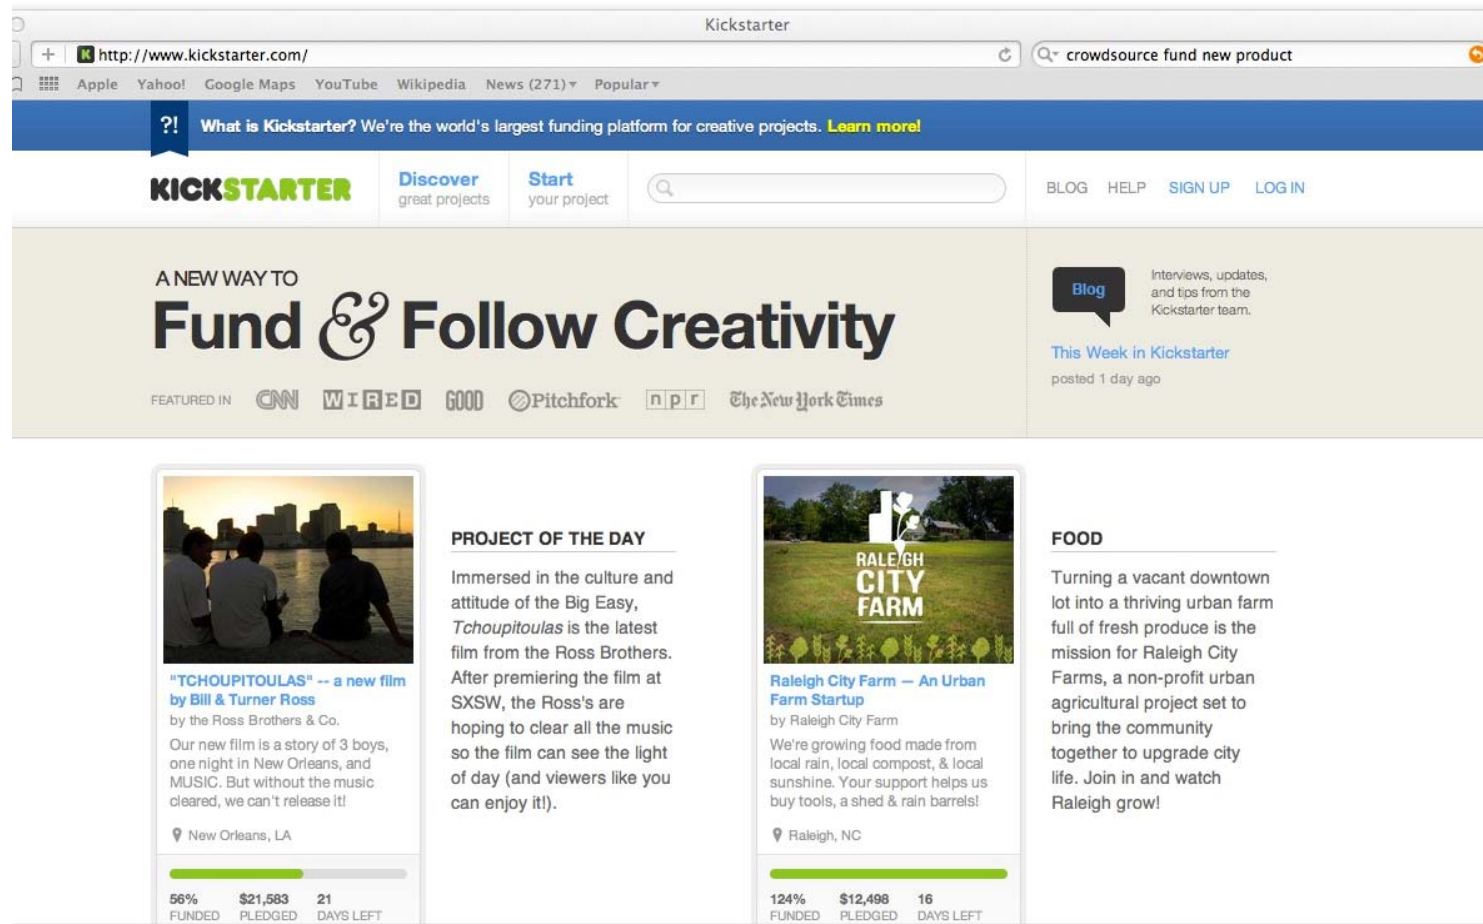 Kickstarter
+ K http://www.kickstarter.com/ crowdsource fund new product
Apple Yahoo! Google Maps YouTube Wikipedia News (271) Popular
?! What is Kickstarter? We're the world's largest funding platform for creative projects. Learn more!
KICKSTARTER
Discover
great projects
Start
your project
BLOG HELP SIGN UP LOG IN
A NEW WAY TO
Fund & Follow Creativity
FEATURED IN CNN WIRED GOOD Pitchfork npr The New York Times
Blog
Interviews, updates,
and tips from the
Kickstarter team.
This Week in Kickstarter
posted 1 day ago
"TCHOUPITOULAS" -- a new film
by Bill & Turner Ross
by the Ross Brothers & Co.
Our new film is a story of 3 boys,
one night in New Orleans, and
MUSIC. But without the music
cleared, we can't release it!
New Orleans, LA
56% $21,583 21
FUNDED PLEDGED DAYS LEFT
PROJECT OF THE DAY
Immersed in the culture and
attitude of the Big Easy,
Tchoupitoulas is the latest
film from the Ross Brothers.
After premiering the film at
SXSW, the Ross's are
hoping to clear all the music
so the film can see the light
of day (and viewers like you
can enjoy it!).
RALEIGH
CITY
FARM
Raleigh City Farm — An Urban
Farm Startup
by Raleigh City Farm
We're growing food made from
local rain, local compost, & local
sunshine. Your support helps us
buy tools, a shed & rain barrels!
Raleigh, NC
124% $12,498 16
FUNDED PLEDGED DAYS LEFT
FOOD
Turning a vacant downtown
lot into a thriving urban farm
full of fresh produce is the
mission for Raleigh City
Farms, a non-profit urban
agricultural project set to
bring the community
together to upgrade city
life. Join in and watch
Raleigh grow!